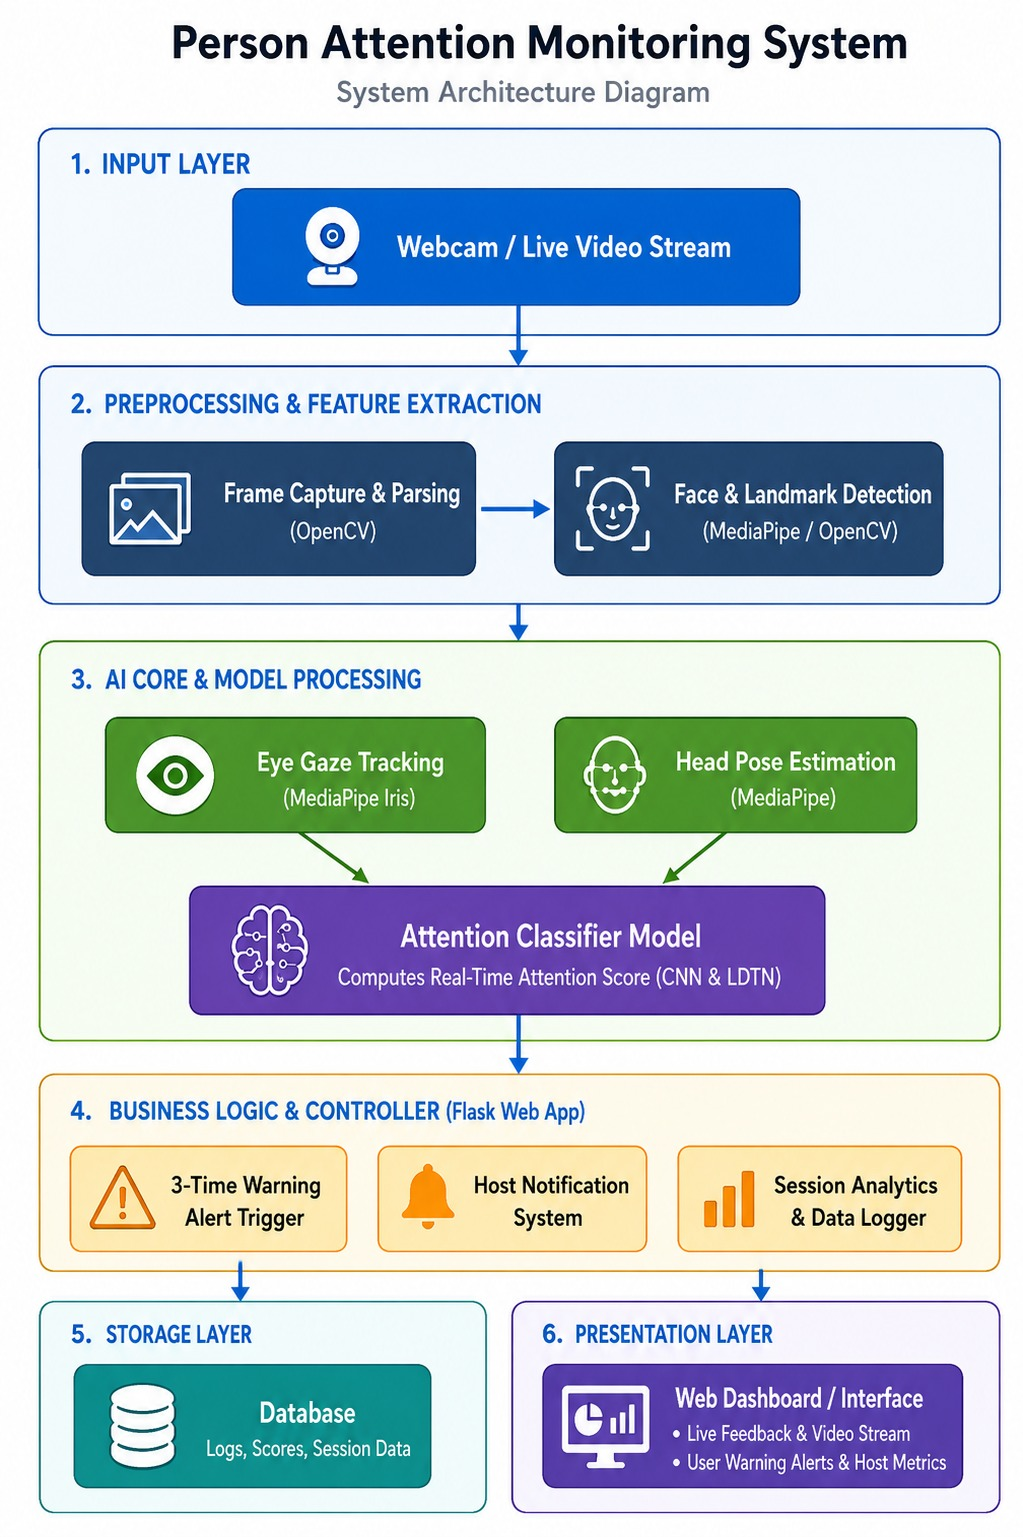 Person Attention Monitoring System
System Architecture Diagram
1. INPUT LAYER
Webcam / Live Video Stream
2. PREPROCESSING & FEATURE EXTRACTION
Frame Capture & Parsing
(OpenCV)
Face & Landmark Detection
(MediaPipe / OpenCV)
3. AI CORE & MODEL PROCESSING
Eye Gaze Tracking
(MediaPipe Iris)
Head Pose Estimation
(MediaPipe)
Attention Classifier Model
Computes Real-Time Attention Score (CNN & LDTN)
4. BUSINESS LOGIC & CONTROLLER (Flask Web App)
3-Time Warning
Alert Trigger
Host Notification
System
Session Analytics
& Data Logger
5. STORAGE LAYER
Database
Logs, Scores, Session Data
6. PRESENTATION LAYER
Web Dashboard / Interface
• Live Feedback & Video Stream
• User Warning Alerts & Host Metrics